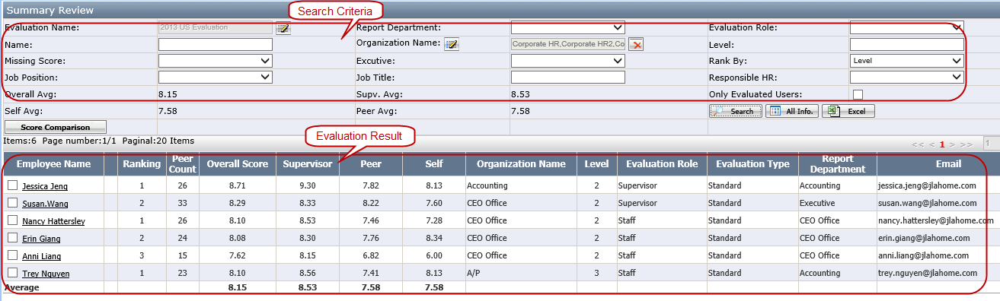 Summary Review
Search Criteria
Evaluation Name: 2013 US Evaluation Report Department: Evaluation Role:
Name: Organization Name: Corporate HR,Corporate HR2,Co Level:
Missing Score: Excutive: Rank By: Level
Job Position: Job Title: Responsible HR:
Overall Avg: 8.15 Supv. Avg: 8.53 Only Evaluated Users:
Self Avg: 7.58 Peer Avg: 7.58 Search All Info. Excel
Score Comparison
Evaluation Result
Items:6 Page number:1/1 Paginal:20 Items << < 1 > >> 1
Employee Name Ranking Peer Count Overall Score Supervisor Peer Self Organization Name Level Evaluation Role Evaluation Type Report Department Email
Jessica Jeng 1 26 8.71 9.30 7.82 8.13 Accounting 2 Supervisor Standard Accounting jessica.jeng@jlahome.com
Susan.Wang 2 33 8.29 8.33 8.22 7.60 CEO Office 2 Supervisor Standard Executive susan.wang@jlahome.com
Nancy Hattersley 1 26 8.10 8.53 7.46 7.28 CEO Office 2 Staff Standard CEO Office nancy.hattersley@jlahome.com
Erin Giang 2 24 8.08 8.30 7.76 8.34 CEO Office 2 Staff Standard CEO Office erin.giang@jlahome.com
Anni Liang 3 15 7.62 8.15 6.82 6.00 CEO Office 2 Staff Standard CEO Office anni.liang@jlahome.com
Trey Nguyen 1 23 8.10 8.56 7.41 8.13 A/P 3 Staff Standard Accounting trey.nguyen@jlahome.com
Average 8.15 8.53 7.58 7.58